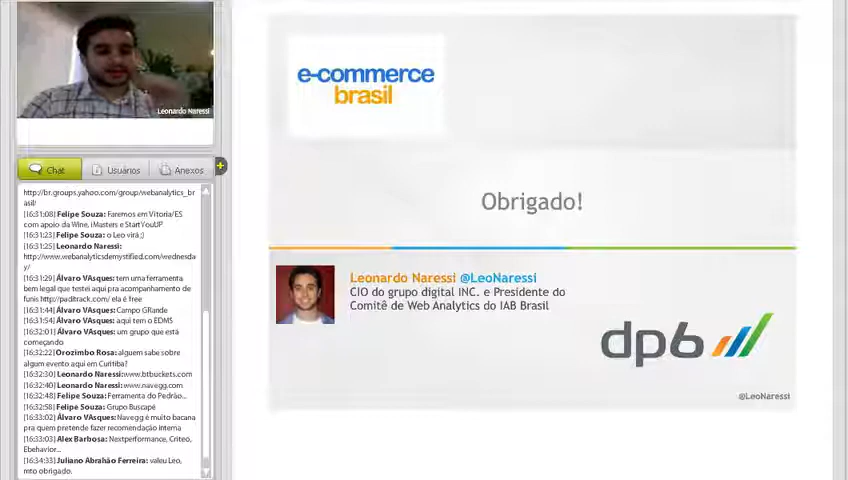 Leonardo Naressi
Chat
Usuários
Anexos
http://br.groups.yahoo.com/group/webanalytics_br
asil/
[16:31:08] Felipe Souza: Faremos em Vitoria/ES
com apoio da Wine, iMasters e StartYouUP
[16:31:23] Felipe Souza: o Leo virá ;)
[16:31:25] Leonardo Naressi:
http://www.webanalyticsdemystified.com/wednesda
y/
[16:31:29] Álvaro VAsques: tem uma ferramenta
bem legal que testei aqui pra acompanhamento de
funis http://paditrack.com/ ela é free
[16:31:44] Álvaro VAsques: Campo GRande
[16:31:54] Álvaro VAsques: aqui tem o EDMS
[16:32:01] Álvaro VAsques: um grupo que está
começando
[16:32:22] Orozimbo Rosa: alguem sabe sobre
algum evento aqui em Curitiba?
[16:32:30] Leonardo Naressi: www.btbuckets.com
[16:32:40] Leonardo Naressi: www.navegg.com
[16:32:48] Felipe Souza: Ferramenta do Pedrão...
[16:32:58] Felipe Souza: Grupo Buscapé
[16:33:02] Álvaro VAsques: Navegg é muito bacana
pra quem pretende fazer recomendação interna
[16:33:03] Alex Barbosa: Nextperformance, Criteo,
Ebehavior...
[16:34:33] Juliano Abrahão Ferreira: valeu Leo,
mto obrigado.
e-commerce
brasil
Obrigado!
Leonardo Naressi @LeoNaressi
CIO do grupo digital INC. e Presidente do
Comitê de Web Analytics do IAB Brasil
dp6
@LeoNaressi